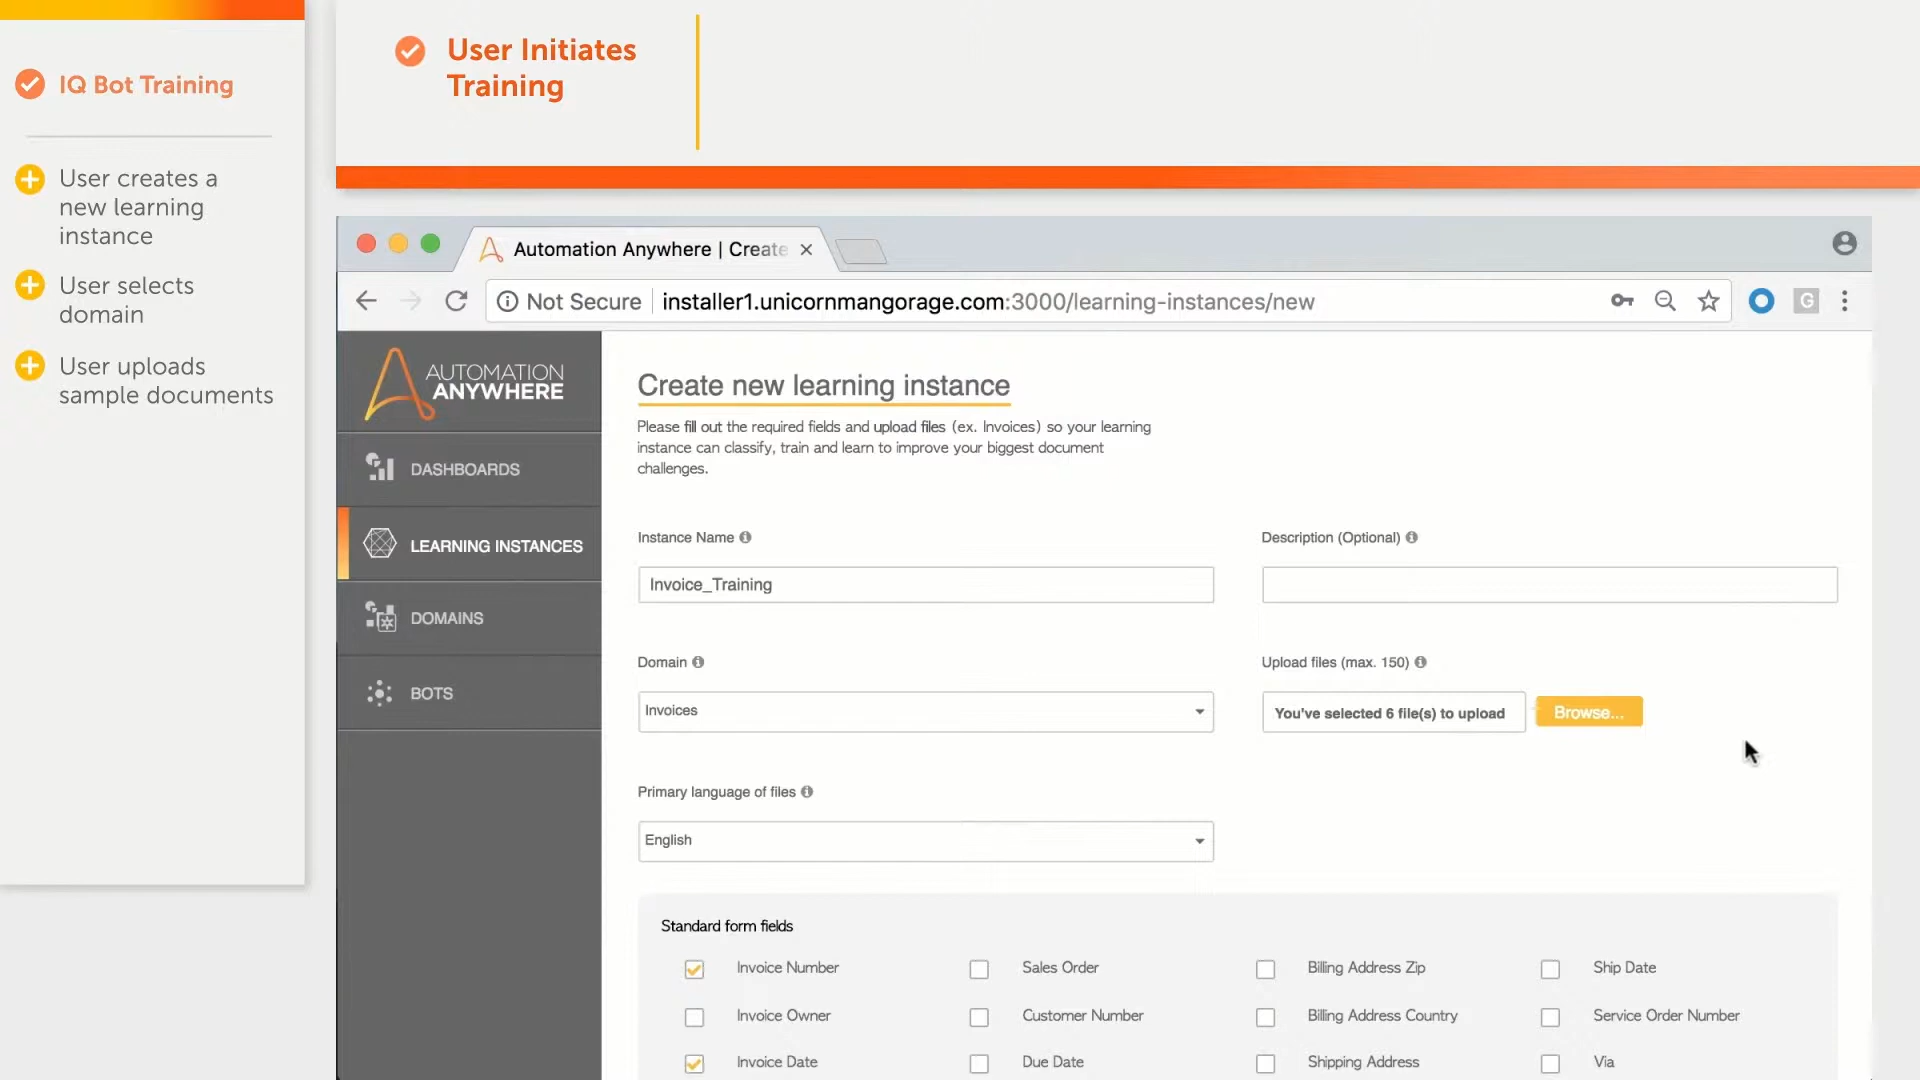 IQ Bot Training
User creates a
new learning
instance
User selects
domain
User uploads
sample documents
User Initiates
Training
Automation Anywhere | Create
Not Secure
installer1.unicornmangorage.com:3000/learning-instances/new
G
AUTOMATION
ANYWHERE
DASHBOARDS
LEARNING INSTANCES
DOMAINS
BOTS
Create new learning instance
Please fill out the required fields and upload files (ex. Invoices) so your learning
instance can classify, train and learn to improve your biggest document
challenges.
Instance Name
Description (Optional)
Invoice_Training
Domain
Upload files (max. 150)
Invoices
You've selected 6 file(s) to upload
Browse...
Primary language of files
English
Standard form fields
Invoice Number
Sales Order
Billing Address Zip
Ship Date
Invoice Owner
Customer Number
Billing Address Country
Service Order Number
Invoice Date
Due Date
Shipping Address
Via